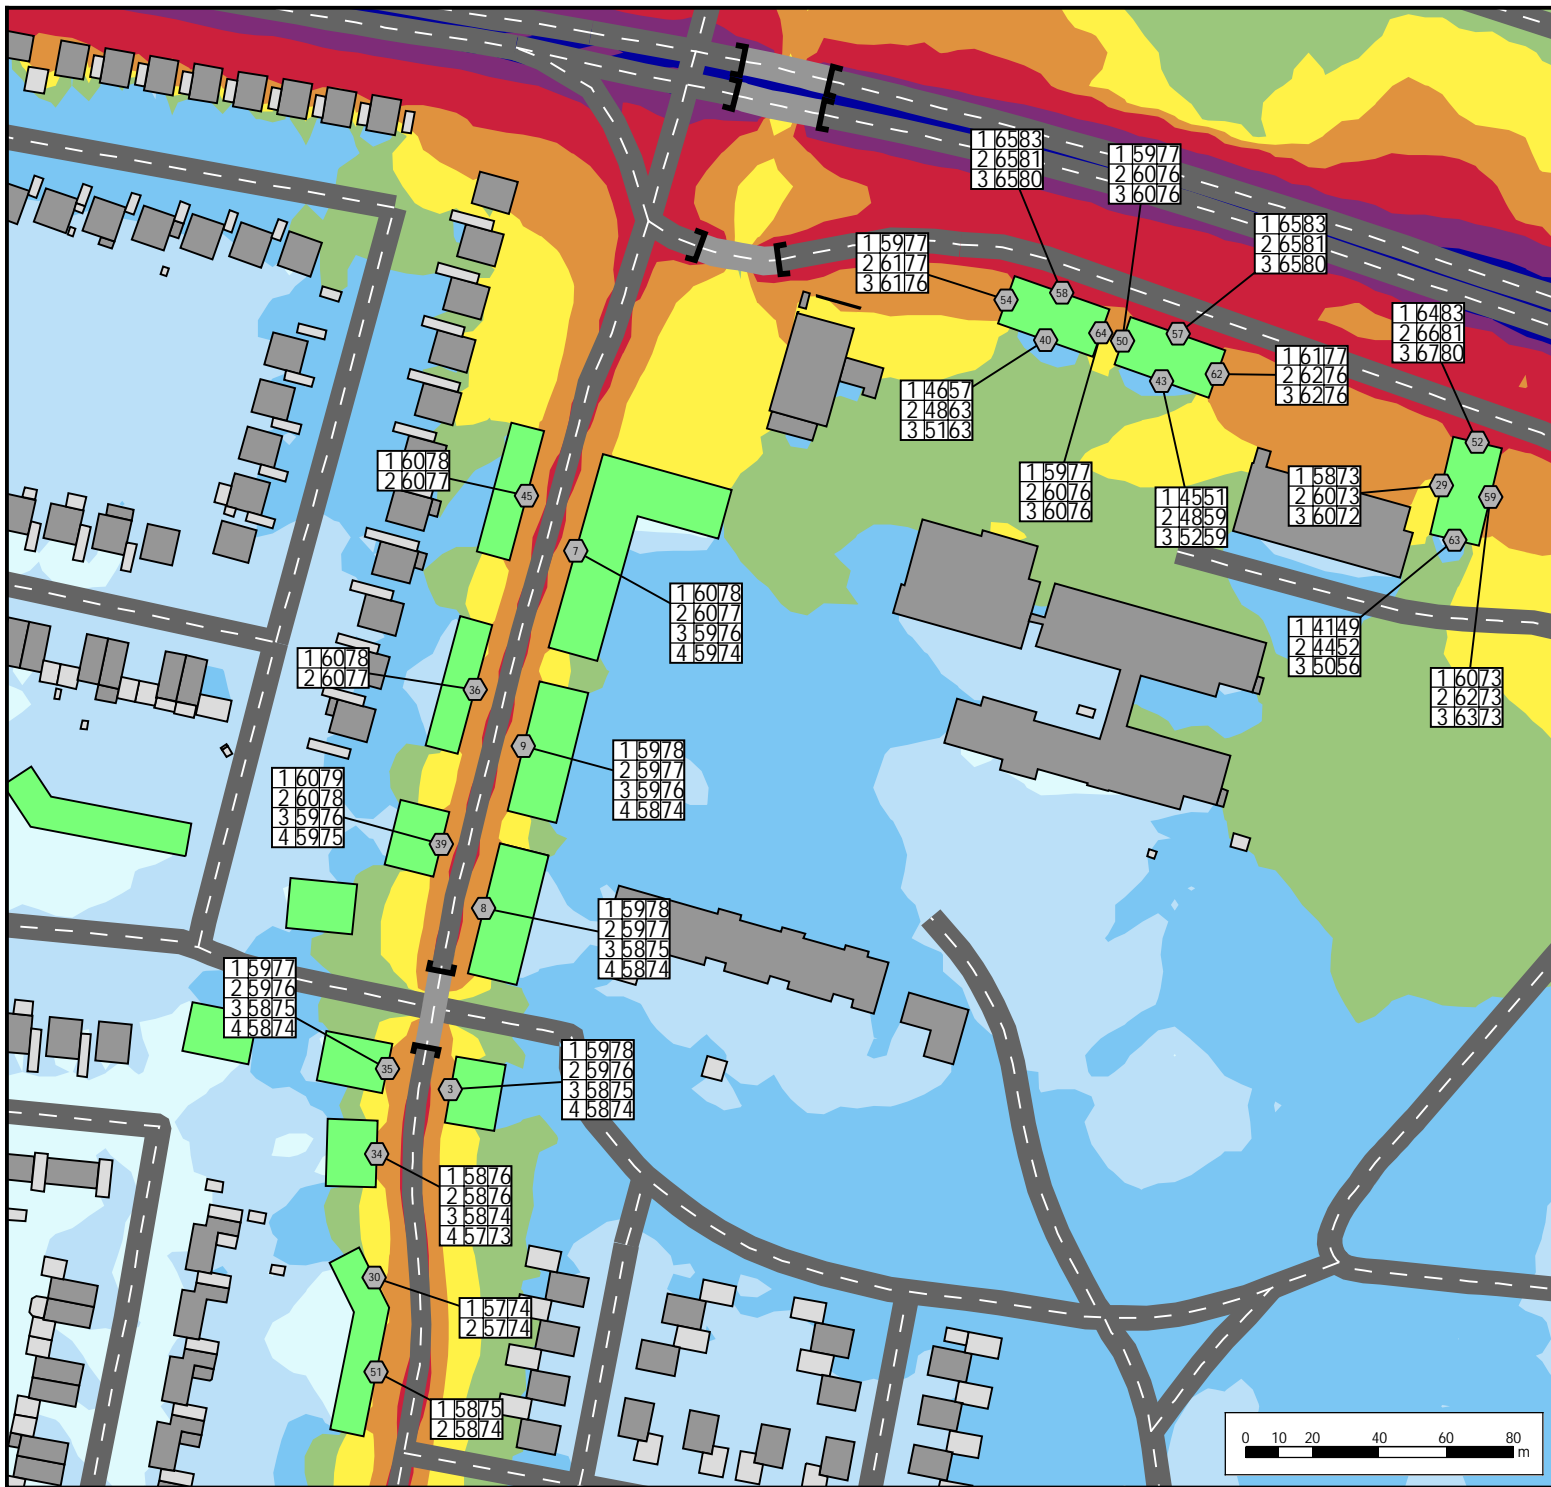 1 65 83
2 65 81
3 65 80
1 59 77
2 60 76
3 60 76
1 65 83
2 65 81
3 65 80
1 59 77
2 61 77
3 61 76
54
58
64
50
57
40
43
62
1 64 83
2 66 81
3 67 80
1 61 77
2 62 76
3 62 76
1 46 57
2 48 63
3 51 63
52
29
59
63
1 60 78
2 60 77
45
1 59 77
2 60 76
3 60 76
1 45 51
2 48 59
3 52 59
1 58 73
2 60 73
3 60 72
7
1 60 78
2 60 77
3 59 76
4 59 74
1 41 49
2 44 52
3 50 56
1 60 78
2 60 77
36
1 60 73
2 62 73
3 63 73
9
1 59 78
2 59 77
3 59 76
4 58 74
1 60 79
2 60 78
3 59 76
4 59 75
39
8
1 59 78
2 59 77
3 58 75
4 58 74
1 59 77
2 59 76
3 58 75
4 58 74
35
3
1 59 78
2 59 76
3 58 75
4 58 74
34
1 58 76
2 58 76
3 58 74
4 57 73
30
1 57 74
2 57 74
51
1 58 75
2 58 74
0 10 20 40 60 80
m